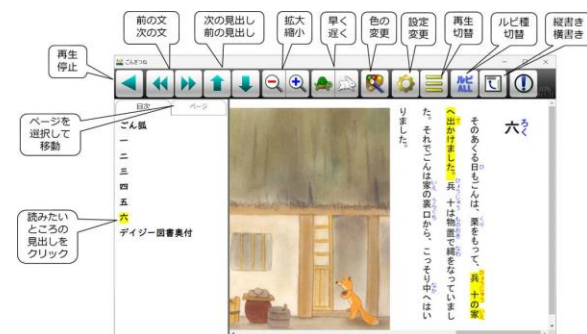 前の文
次の文
次の見出し
前の見出し
拡大
縮小
早く
遅く
色の
変更
設定
変更
再生
切替
ルビ種
切替
縦書き
横書き
再生
停止
ごんぎつね
ルビ
ALL
目次
ページ
ページを
選択して
移動
ごん狐
一
二
三
四
五
六
デイジー図書奥付
読みたい
ところの
見出しを
クリック
六
ろく
そのあくる日もごんは、栗をもって、兵十の家
へ出かけました。兵十は物置で縄をなっていまし
た。それでごんは家の裏口から、こっそり中へはい
りました。